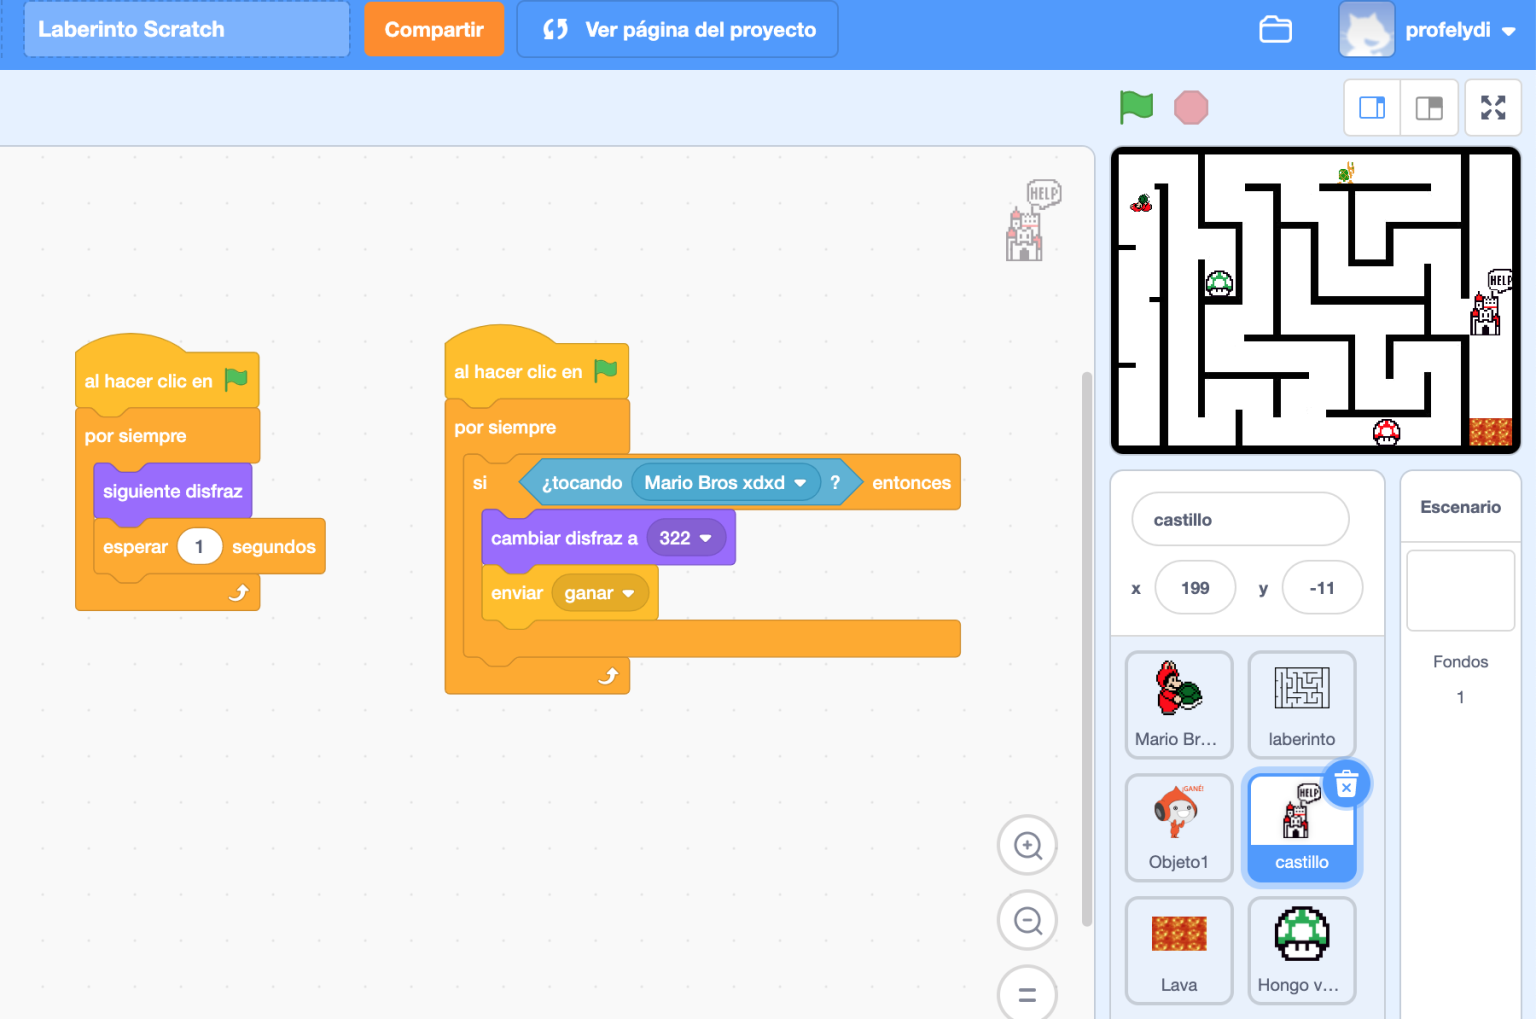 Laberinto Scratch
Compartir
Ver página del proyecto
profelydi
HELP
al hacer clic en
por siempre
siguiente disfraz
esperar 1 segundos
al hacer clic en
por siempre
si ¿tocando Mario Bros xdxd ? entonces
cambiar disfraz a 322
enviar ganar
HELP
castillo
x 199 y -11
Escenario
Fondos
1
Mario Br...
laberinto
¡GANÉ!
Objeto1
HELP
castillo
Lava
Hongo v...